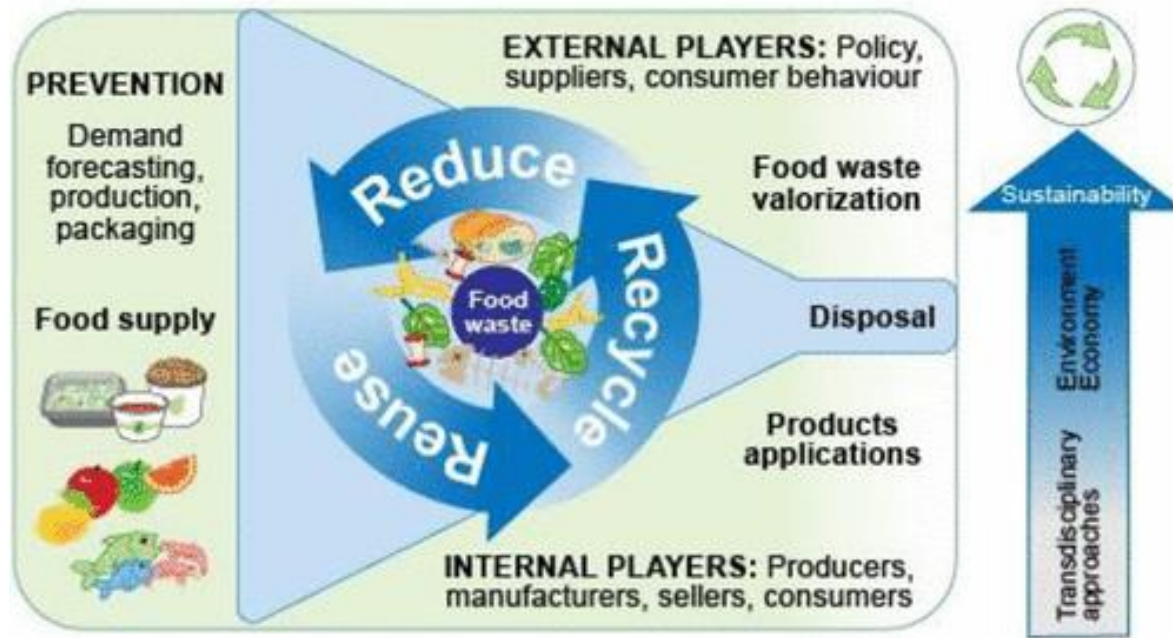 PREVENTION
Demand
forecasting,
production,
packaging
Food supply
EXTERNAL PLAYERS: Policy,
suppliers, consumer behaviour
Reduce
Reuse
Recycle
Food
waste
Food waste
valorization
Disposal
Products
applications
INTERNAL PLAYERS: Producers,
manufacturers, sellers, consumers
Sustainability
Environment
Economy
Transdisciplinary
approaches